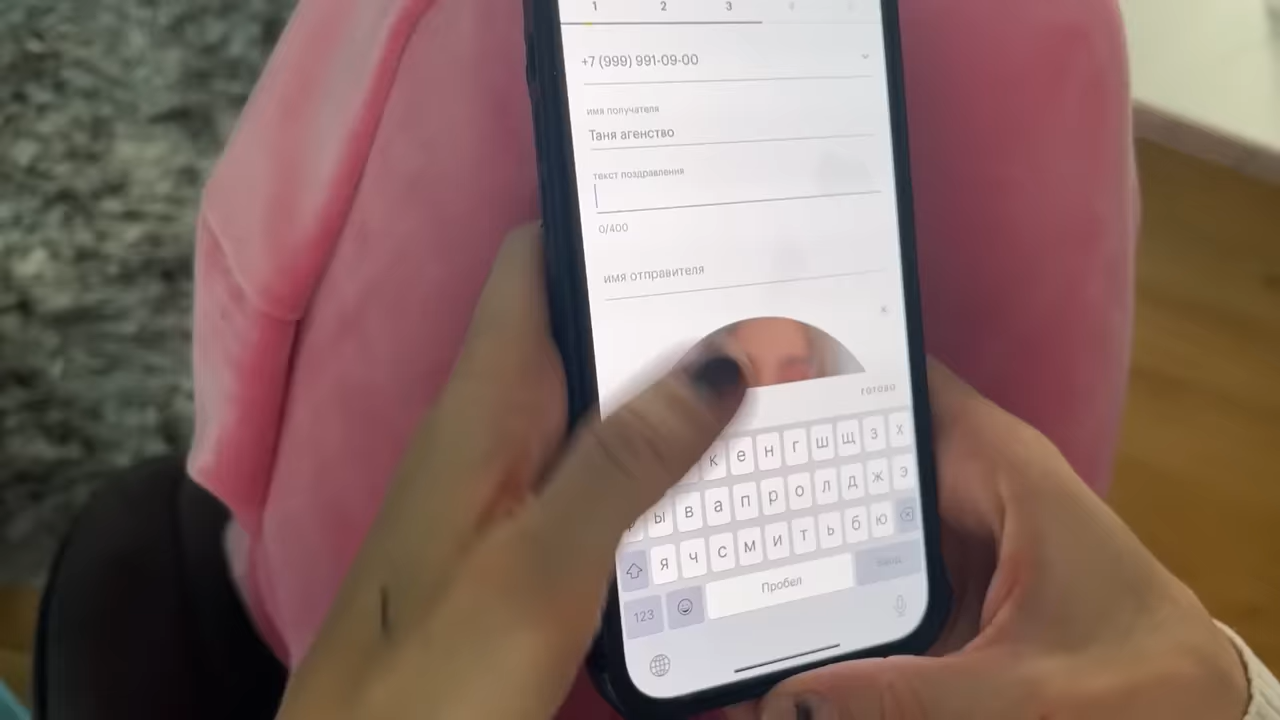 1 2 3
+7 (999) 991-09-00
имя получателя
Таня агенство
текст поздравления
0/400
имя отправителя
готово
к е н г ш щ з х
ы в а п р о л д ж э
я ч с м и т ь б ю
123 Пробел